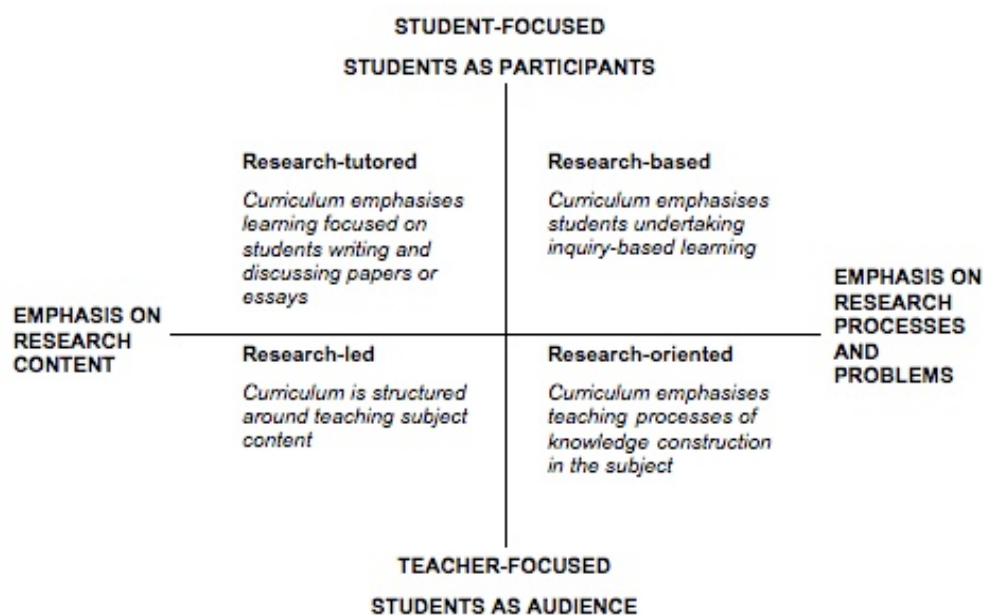 STUDENT-FOCUSED
STUDENTS AS PARTICIPANTS
Research-tutored
Curriculum emphasises
learning focused on
students writing and
discussing papers or
essays
Research-based
Curriculum emphasises
students undertaking
inquiry-based learning
EMPHASIS ON
RESEARCH
CONTENT
EMPHASIS ON
RESEARCH
PROCESSES
AND
PROBLEMS
Research-led
Curriculum is structured
around teaching subject
content
Research-oriented
Curriculum emphasises
teaching processes of
knowledge construction
in the subject
TEACHER-FOCUSED
STUDENTS AS AUDIENCE